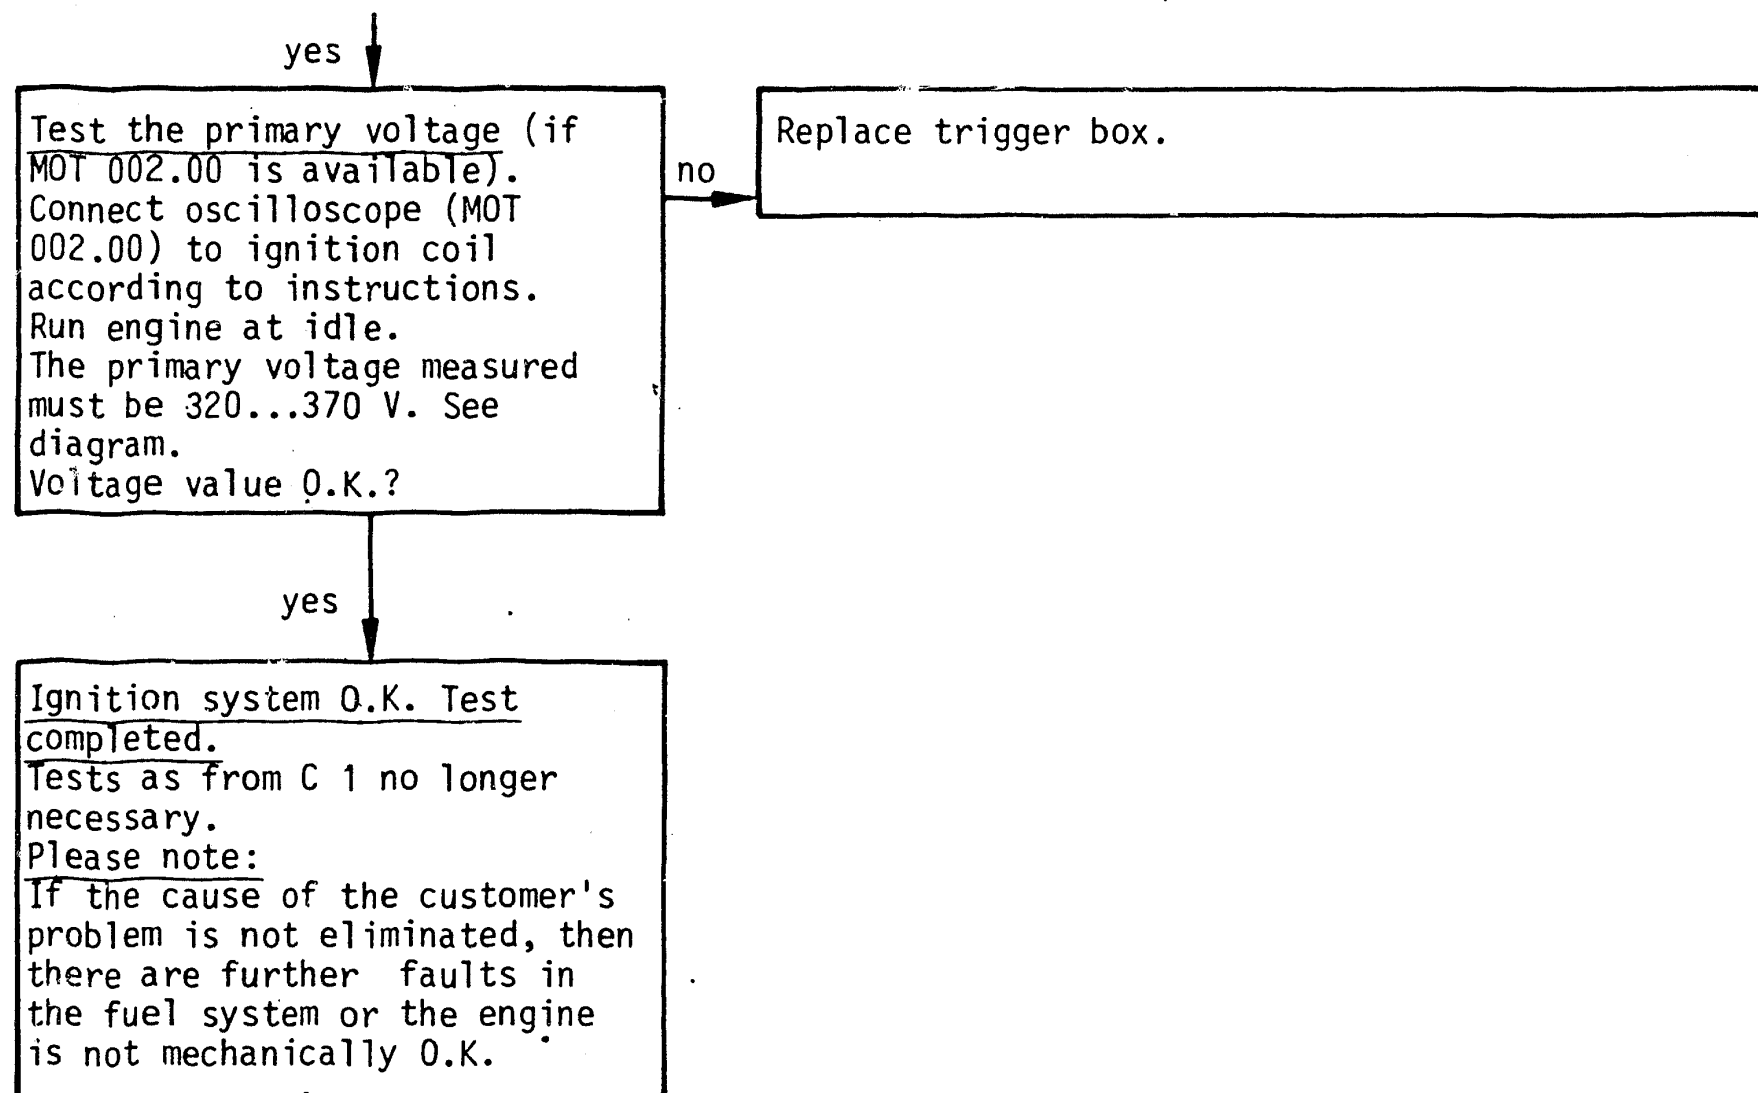 yes
Test the primary voltage (if
MOT 002.00 is available).
Connect oscilloscope (MOT
002.00) to ignition coil
according to instructions.
Run engine at idle.
The primary voltage measured
must be 320...370 V. See
diagram.
Voltage value O.K.?
no
Replace trigger box.
yes
Ignition system O.K. Test
completed.
Tests as from C 1 no longer
necessary.
Please note:
If the cause of the customer's
problem is not eliminated, then
there are further faults in
the fuel system or the engine
is not mechanically O.K.